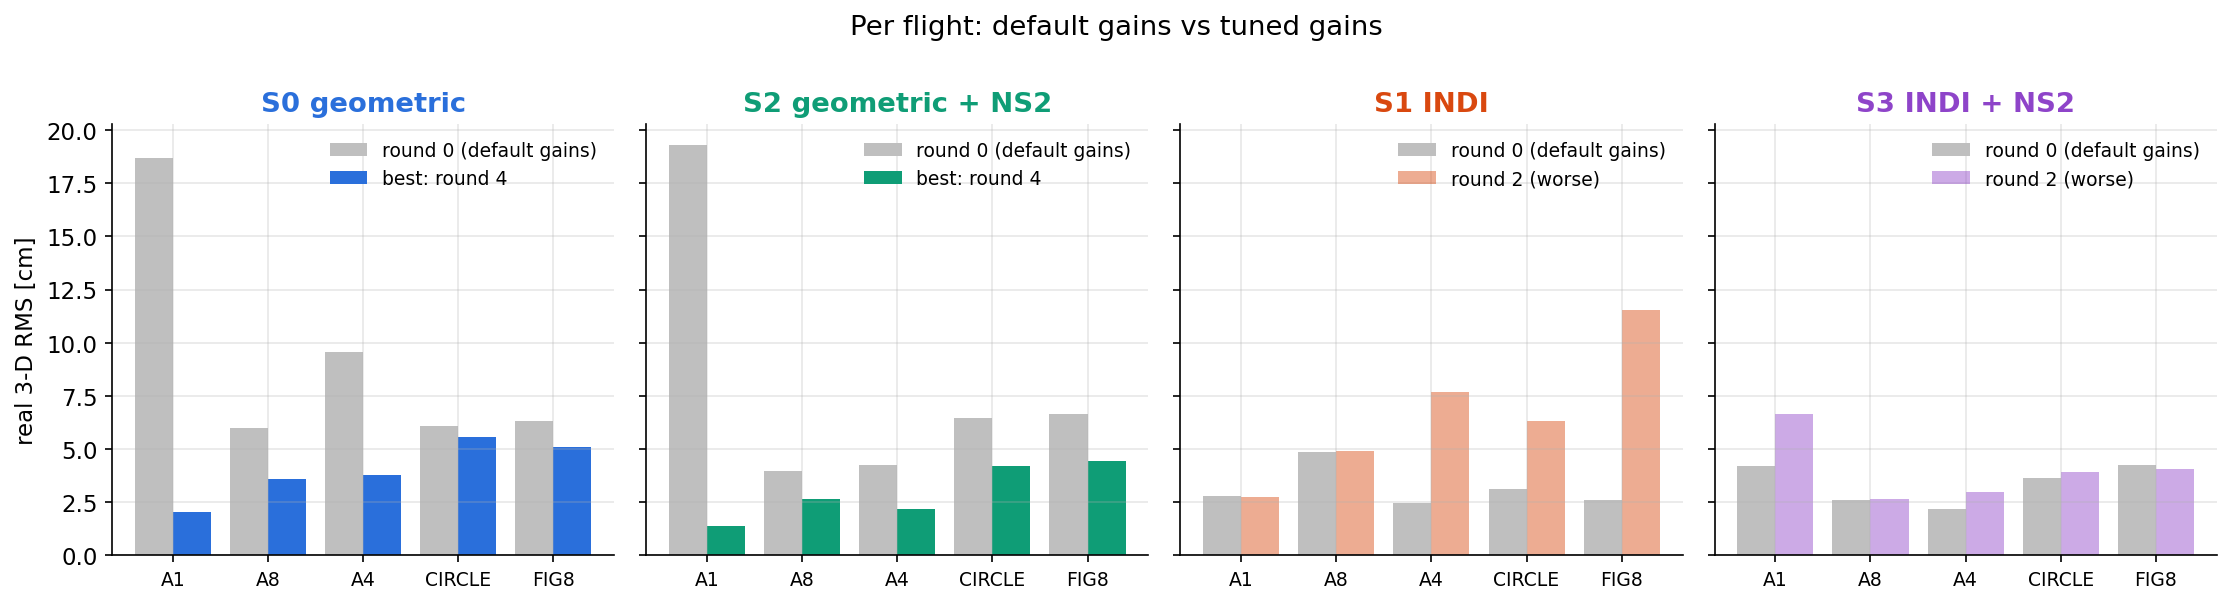 Per flight: default gains vs tuned gains
S0 geometric
S2 geometric + NS2
S1 INDI
S3 INDI + NS2
real 3-D RMS [cm]
20.0
17.5
15.0
12.5
10.0
7.5
5.0
2.5
0.0
round 0 (default gains)
best: round 4
A1 A8 A4 CIRCLE FIG8
round 0 (default gains)
best: round 4
A1 A8 A4 CIRCLE FIG8
round 0 (default gains)
round 2 (worse)
A1 A8 A4 CIRCLE FIG8
round 0 (default gains)
round 2 (worse)
A1 A8 A4 CIRCLE FIG8